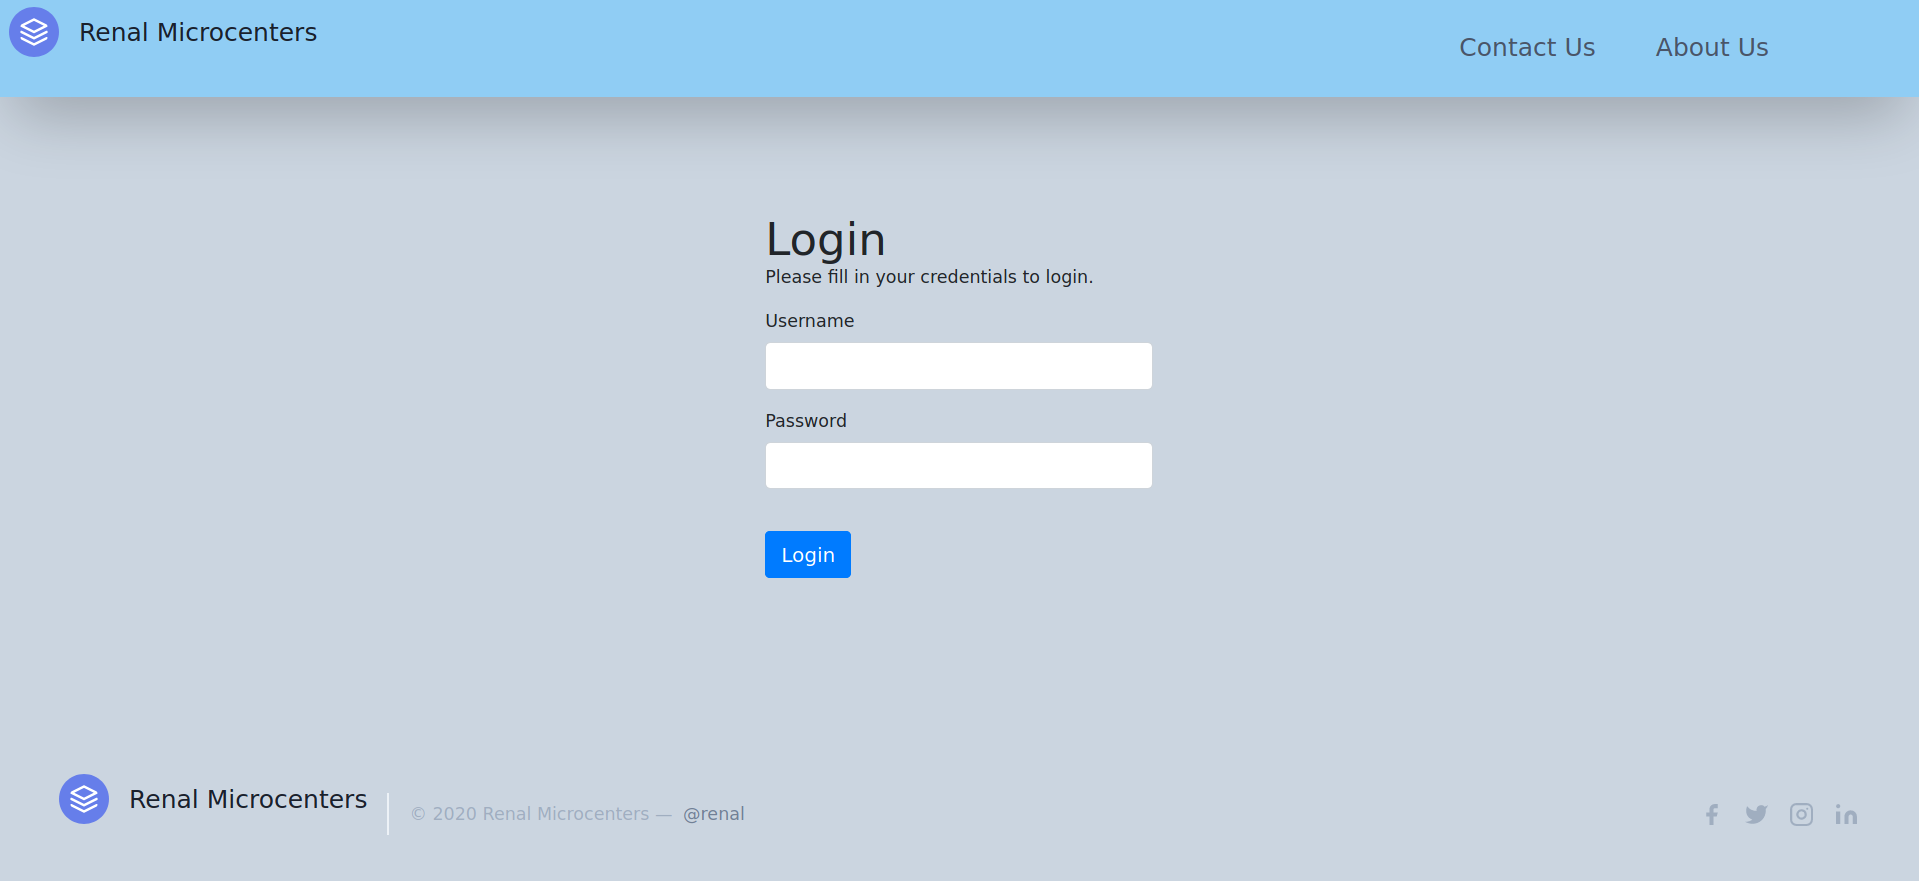 Renal Microcenters
Contact Us About Us
Login
Please fill in your credentials to login.
Username
Password
Login
Renal Microcenters
© 2020 Renal Microcenters — @renal